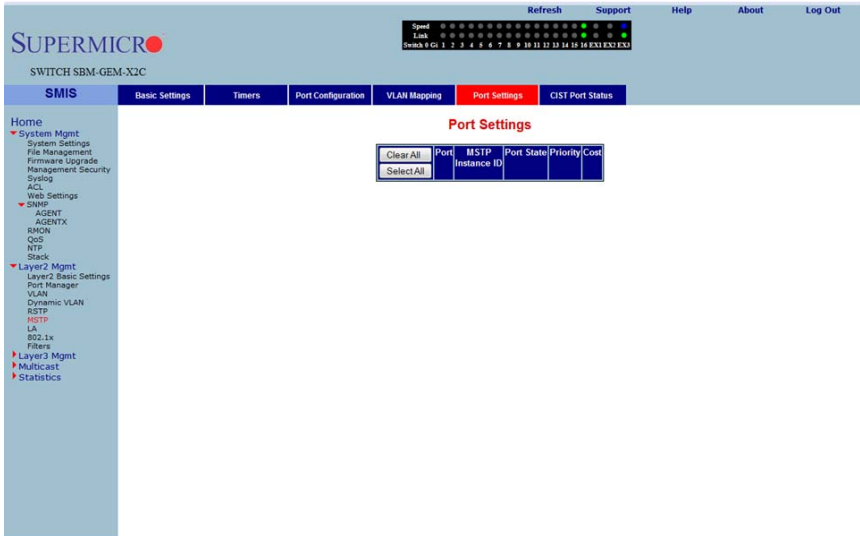 Refresh Support Help About Log Out
SUPERMICRO
Speed
Link
Switch 0 Gi 1 2 3 4 5 6 7 8 9 10 11 12 13 14 15 16 EX1 EX2 EX3
SWITCH SBM-GEM-X2C
SMIS
Basic Settings Timers Port Configuration VLAN Mapping Port Settings CIST Port Status
Home
System Mgmt
System Settings
File Management
Firmware Upgrade
Management Security
Syslog
ACL
Web Settings
SNMP
AGENT
AGENTX
RMON
QoS
NTP
Stack
Layer2 Mgmt
Layer2 Basic Settings
Port Manager
VLAN
Dynamic VLAN
RSTP
MSTP
LA
802.1x
Filters
Layer3 Mgmt
Multicast
Statistics
Port Settings
Clear All
Select All
Port
MSTP
Instance ID
Port State
Priority
Cost